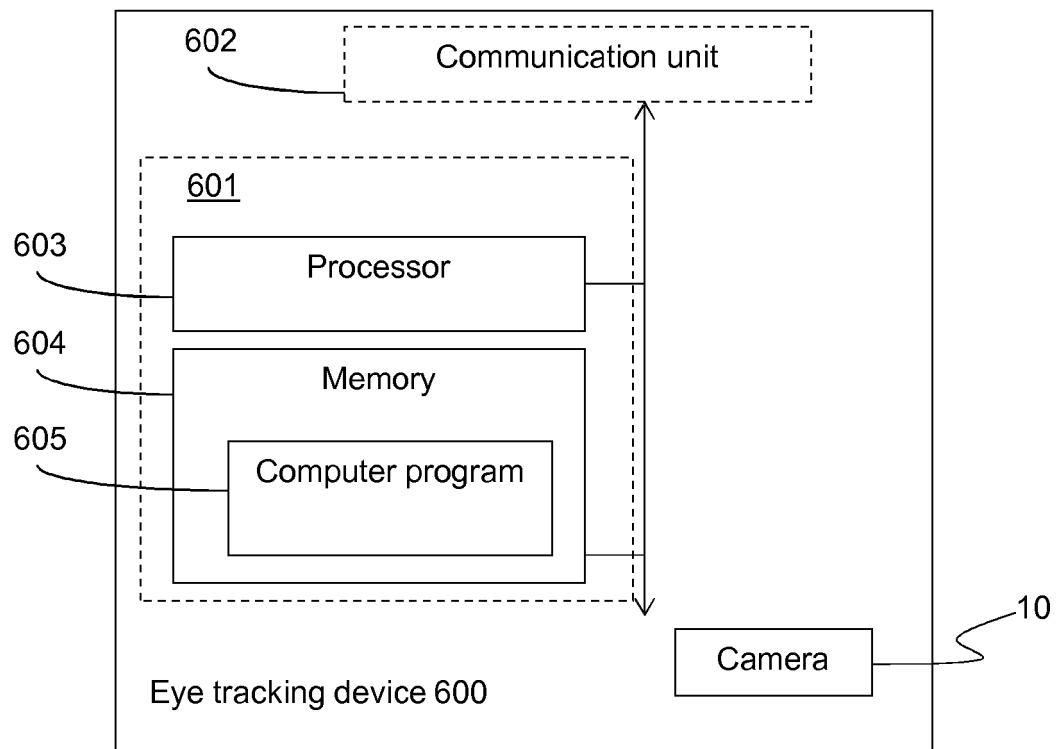 602
Communication unit
601
603
Processor
604
Memory
605
Computer program
10
Camera
Eye tracking device 600